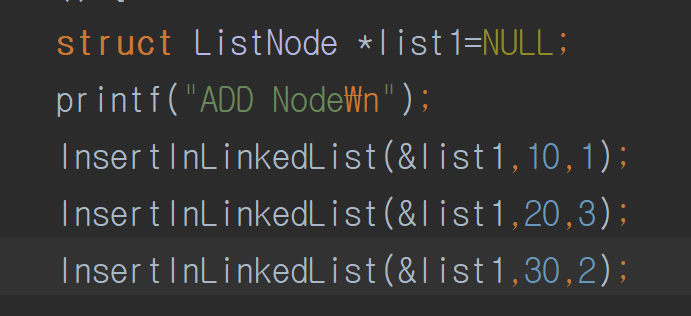 struct ListNode *list1=NULL;
printf("ADD Node₩n");
InsertInLinkedList(&list1,10,1);
InsertInLinkedList(&list1,20,3);
InsertInLinkedList(&list1,30,2);